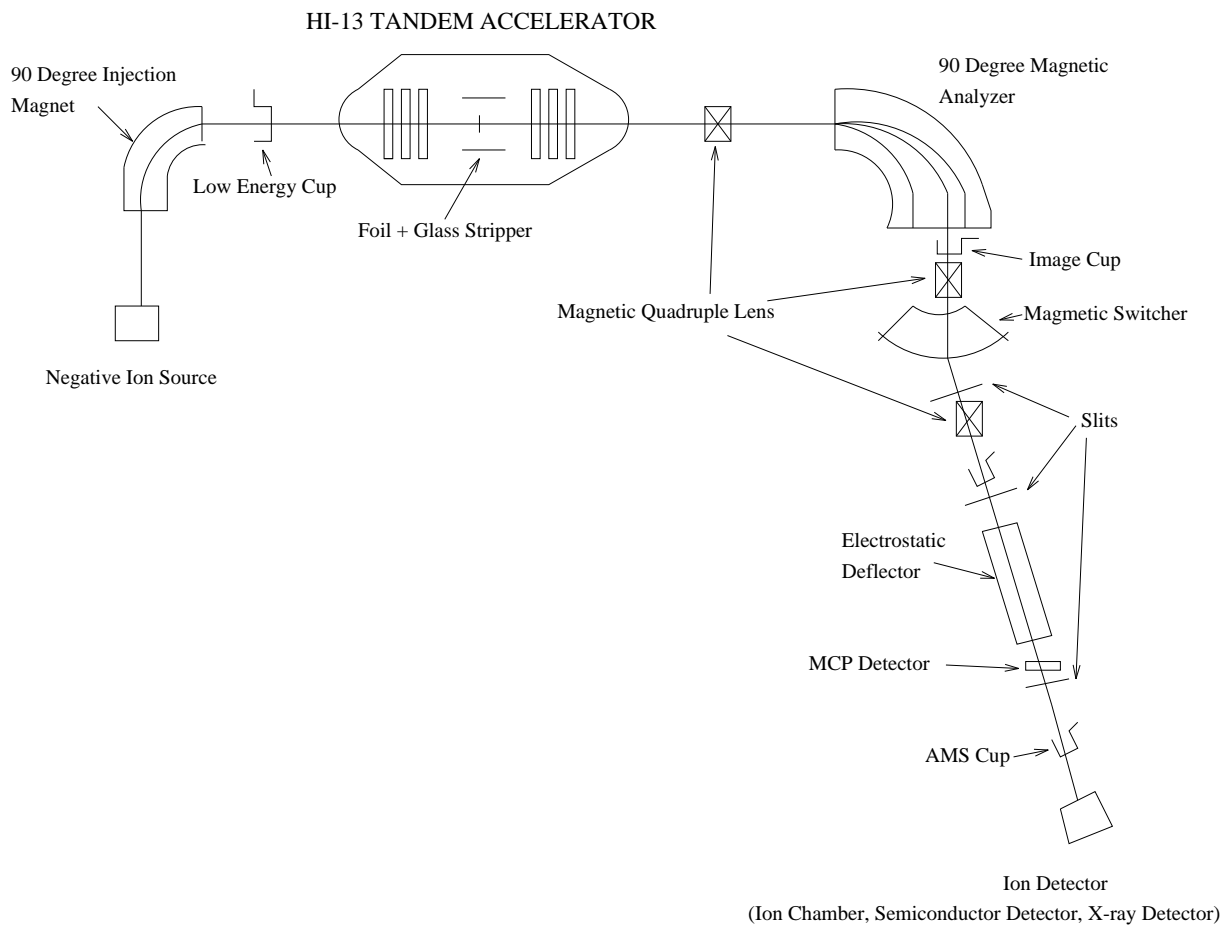 HI-13 TANDEM ACCELERATOR
90 Degree Injection
Magnet
90 Degree Magnetic
Analyzer
Low Energy Cup
Foil + Glass Stripper
Image Cup
Magnetic Quadruple Lens
Magmetic Switcher
Negative Ion Source
Slits
Electrostatic
Deflector
MCP Detector
AMS Cup
Ion Detector
(Ion Chamber, Semiconductor Detector, X-ray Detector)